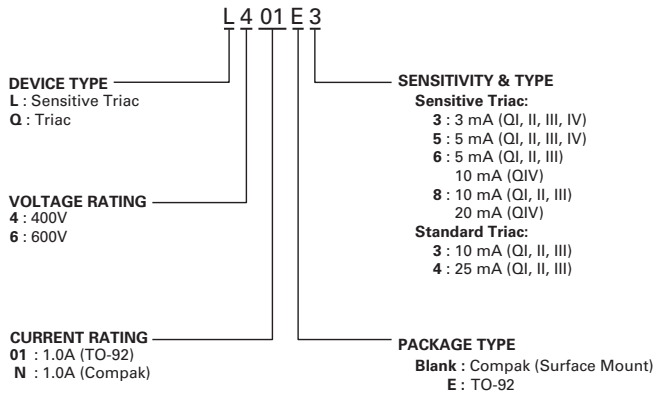 L 4 01 E 3
DEVICE TYPE
L : Sensitive Triac
Q : Triac
VOLTAGE RATING
4 : 400V
6 : 600V
CURRENT RATING
01 : 1.0A (TO-92)
N : 1.0A (Compak)
SENSITIVITY & TYPE
Sensitive Triac:
3 : 3 mA (QI, II, III, IV)
5 : 5 mA (QI, II, III, IV)
6 : 5 mA (QI, II, III)
10 mA (QIV)
8 : 10 mA (QI, II, III)
20 mA (QIV)
Standard Triac:
3 : 10 mA (QI, II, III)
4 : 25 mA (QI, II, III)
PACKAGE TYPE
Blank : Compak (Surface Mount)
E : TO-92